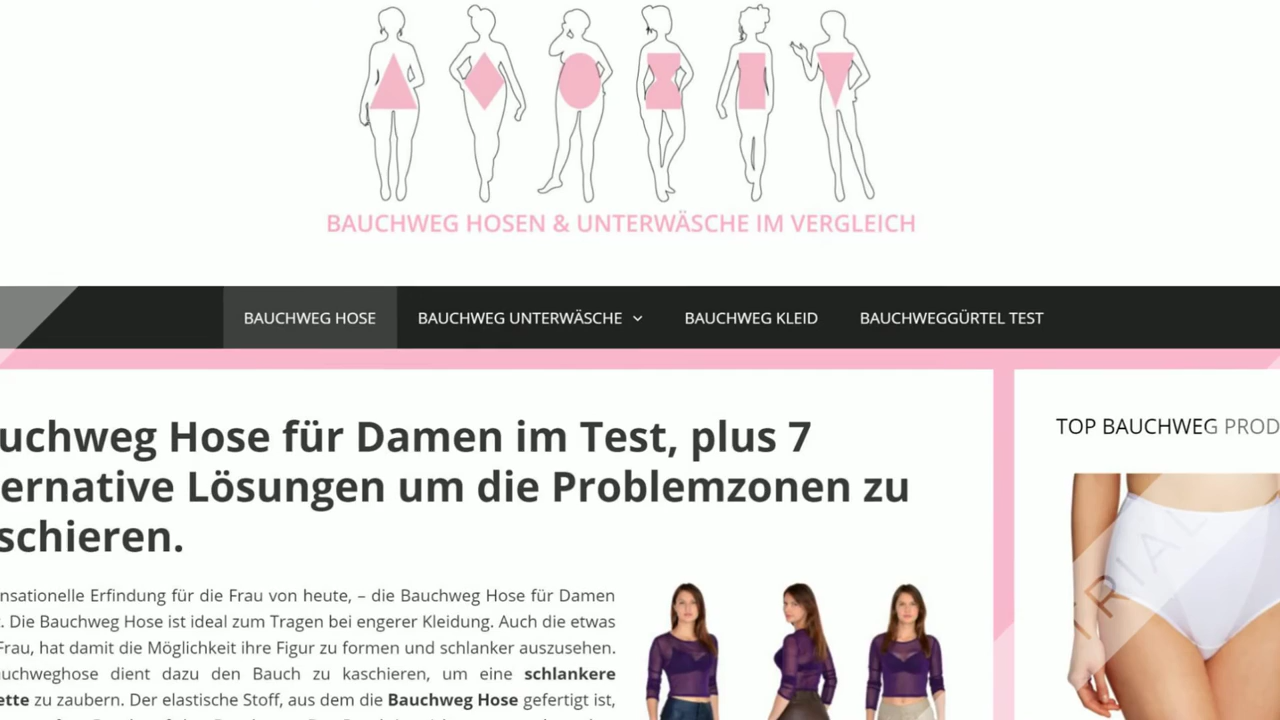 BAUCHWEG HOSEN & UNTERWÄSCHE IM VERGLEICH
BAUCHWEG HOSE BAUCHWEG UNTERWÄSCHE BAUCHWEG KLEID BAUCHWEGGÜRTEL TEST
uchweg Hose für Damen im Test, plus 7
ernative Lösungen um die Problemzonen zu
schieren.
nsationelle Erfindung für die Frau von heute, – die Bauchweg Hose für Damen
. Die Bauchweg Hose ist ideal zum Tragen bei engerer Kleidung. Auch die etwas
Frau, hat damit die Möglichkeit ihre Figur zu formen und schlanker auszusehen.
uchweghose dient dazu den Bauch zu kaschieren, um eine schlankere
ette zu zaubern. Der elastische Stoff, aus dem die Bauchweg Hose gefertigt ist,
TOP BAUCHWEG PROD
RIAL